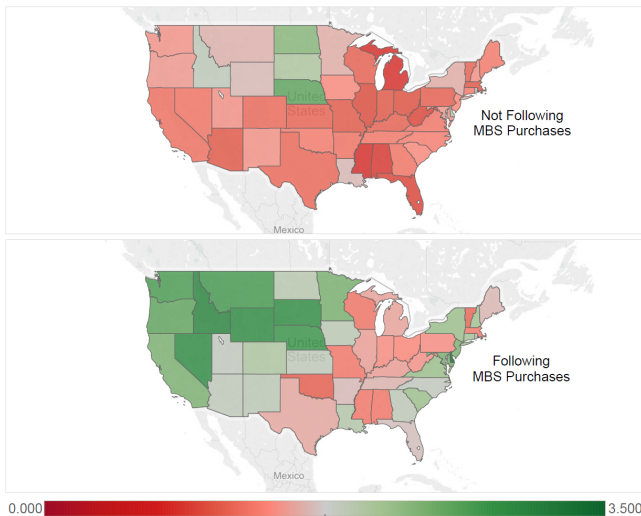 United
States
Not Following
MBS Purchases
Mexico
United
States
Following
MBS Purchases
Mexico
0.000
3.500